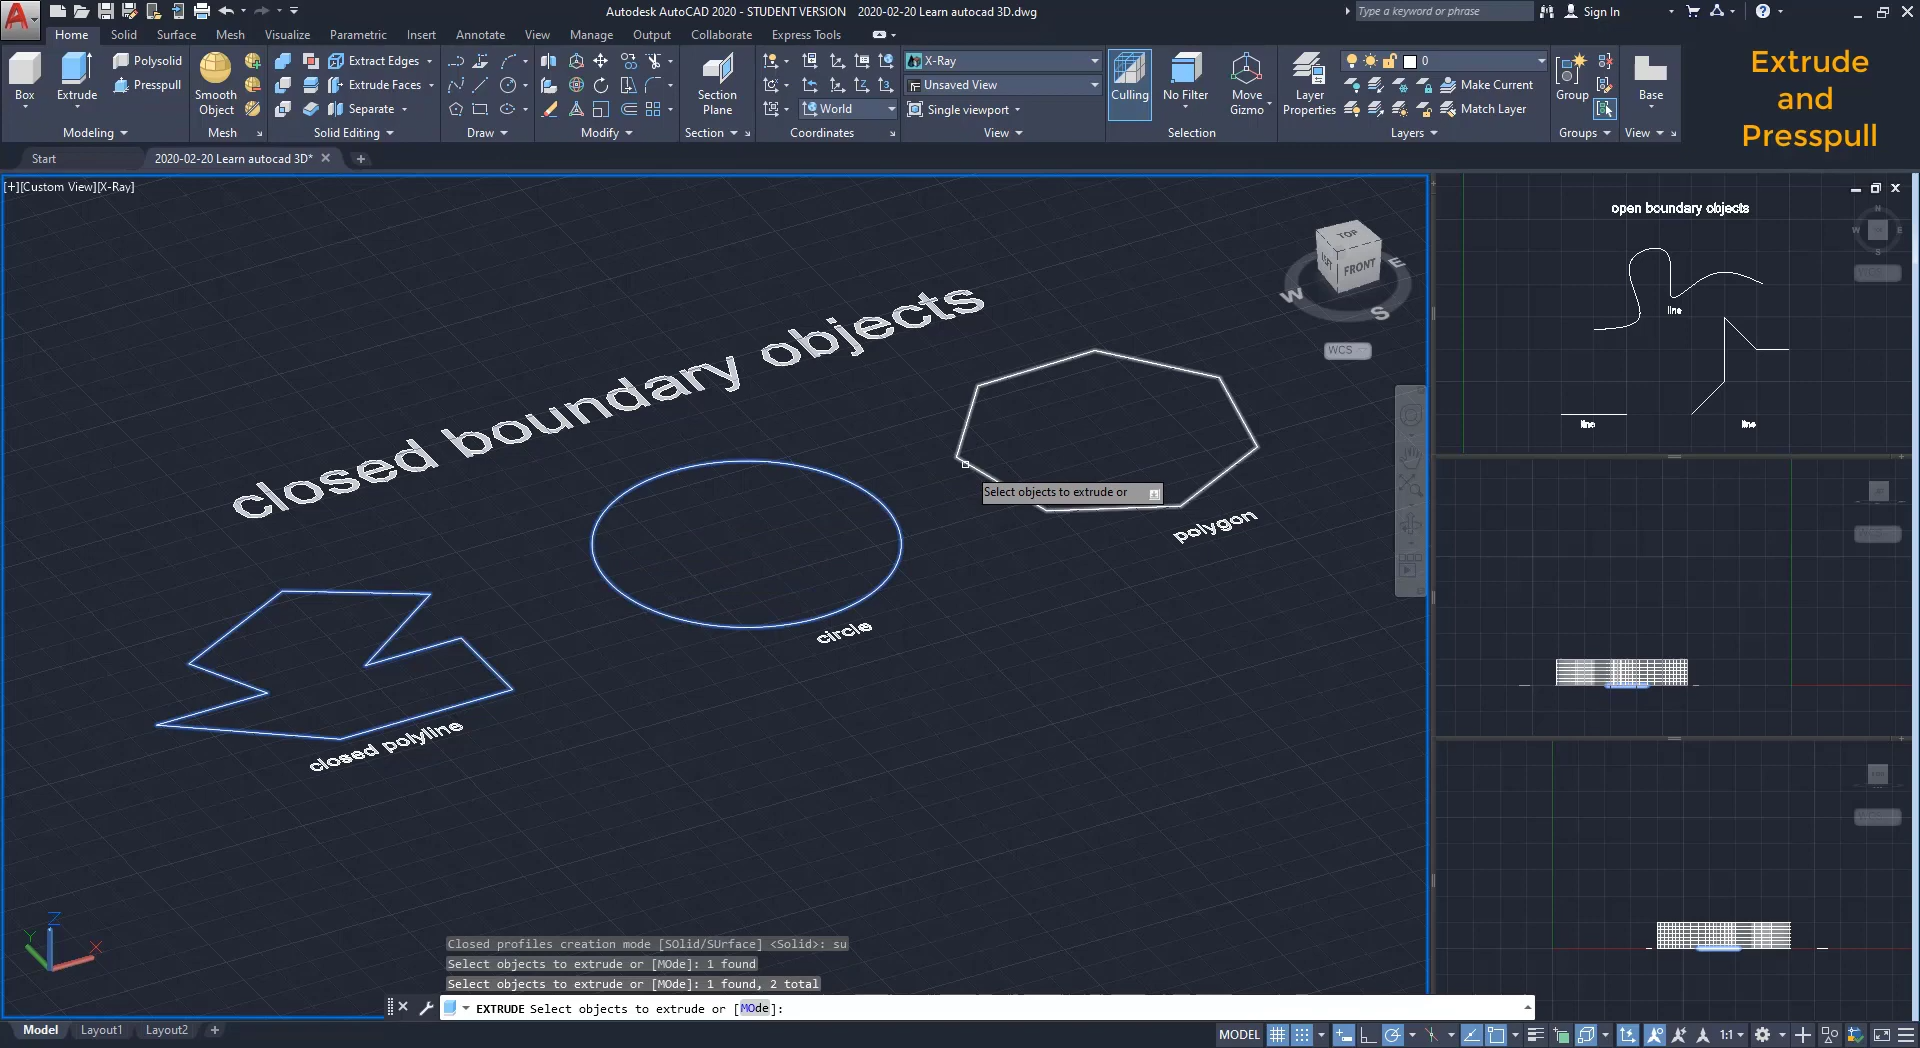 Autodesk AutoCAD 2020 - STUDENT VERSION 2020-02-20 Learn autocad 3D.dwg
Type a keyword or phrase
Sign In
Home Solid Surface Mesh Visualize Parametric Insert Annotate View Manage Output Collaborate Express Tools
Box
Extrude
Polysolid
Presspull
Modeling
Smooth
Object
Mesh
Extract Edges
Extrude Faces
Separate
Solid Editing
Draw
Modify
Section
Plane
Section
World
Coordinates
X-Ray
Unsaved View
Single viewport
View
Culling
No Filter
Move
Gizmo
Selection
Layer
Properties
0
Make Current
Match Layer
Layers
Group
Groups
Base
View
Extrude
and
Presspull
Start
2020-02-20 Learn autocad 3D*
[+][Custom View][X-Ray]
TOP
LEFT
FRONT
W
S
E
WCS
closed boundary objects
polygon
circle
closed polyline
Select objects to extrude or
open boundary objects
N
W
E
S
line
line
line
Z
Y
X
Closed profiles creation mode [SOlid/SUrface] <Solid>: su
Select objects to extrude or [MOde]: 1 found
Select objects to extrude or [MOde]: 1 found, 2 total
EXTRUDE Select objects to extrude or [MOde]:
Model Layout1 Layout2
MODEL
1:1